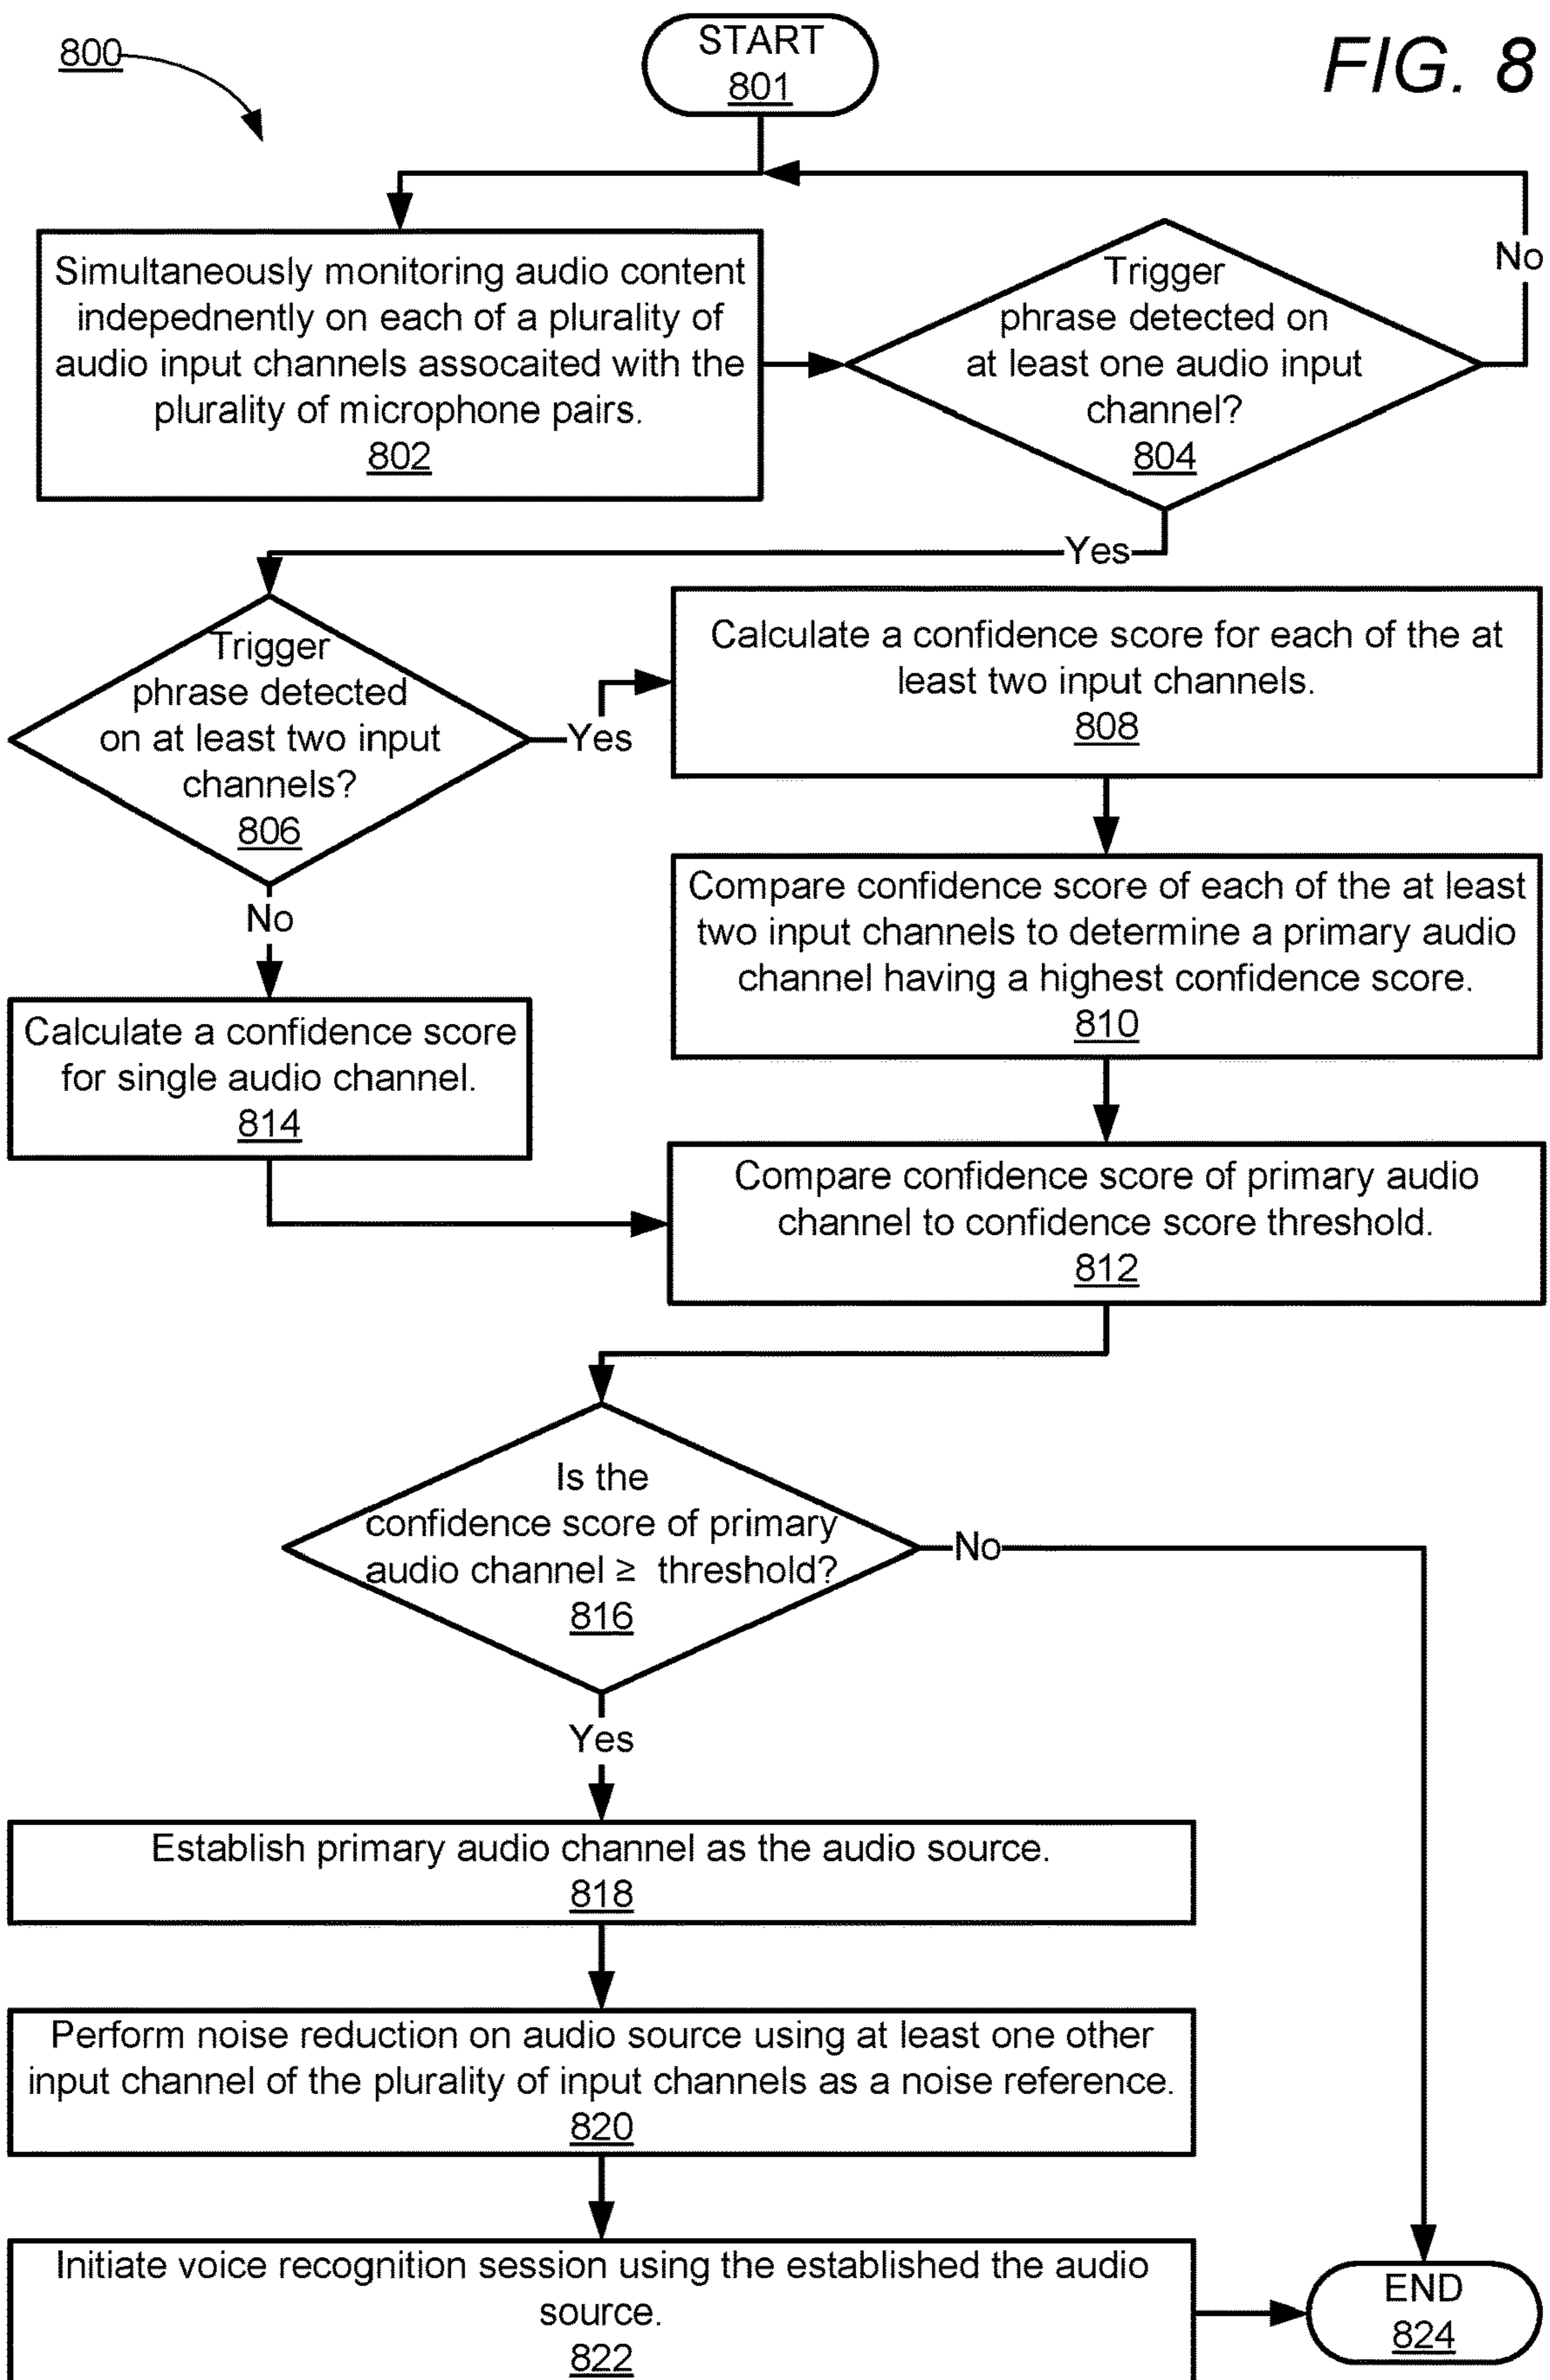 800
START
801
FIG. 8
Simultaneously monitoring audio content
indepednently on each of a plurality of
audio input channels assocaited with the
plurality of microphone pairs.
802
Trigger
phrase detected on
at least one audio input
channel?
804
No
Yes
Trigger
phrase detected
on at least two input
channels?
806
Yes
Calculate a confidence score for each of the at
least two input channels.
808
No
Compare confidence score of each of the at least
two input channels to determine a primary audio
channel having a highest confidence score.
810
Calculate a confidence score
for single audio channel.
814
Compare confidence score of primary audio
channel to confidence score threshold.
812
Is the
confidence score of primary
audio channel ≥ threshold?
816
No
Yes
Establish primary audio channel as the audio source.
818
Perform noise reduction on audio source using at least one other
input channel of the plurality of input channels as a noise reference.
820
Initiate voice recognition session using the established the audio
source.
822
END
824